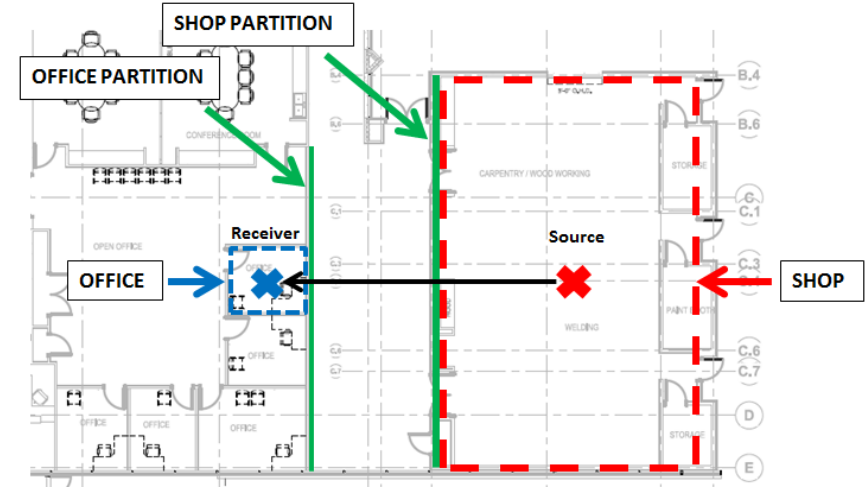 SHOP PARTITION
OFFICE PARTITION
B.4
B.6
CONFERENCE ROOM
STORAGE
CARPENTRY / WOOD WORKING
C
C.1
Receiver
Source
OPEN OFFICE
OFFICE
C.3
OFFICE
SHOP
PAINT BOOTH
WELDING
OFFICE
C.6
C.7
OFFICE
OFFICE
OFFICE
D
STORAGE
E